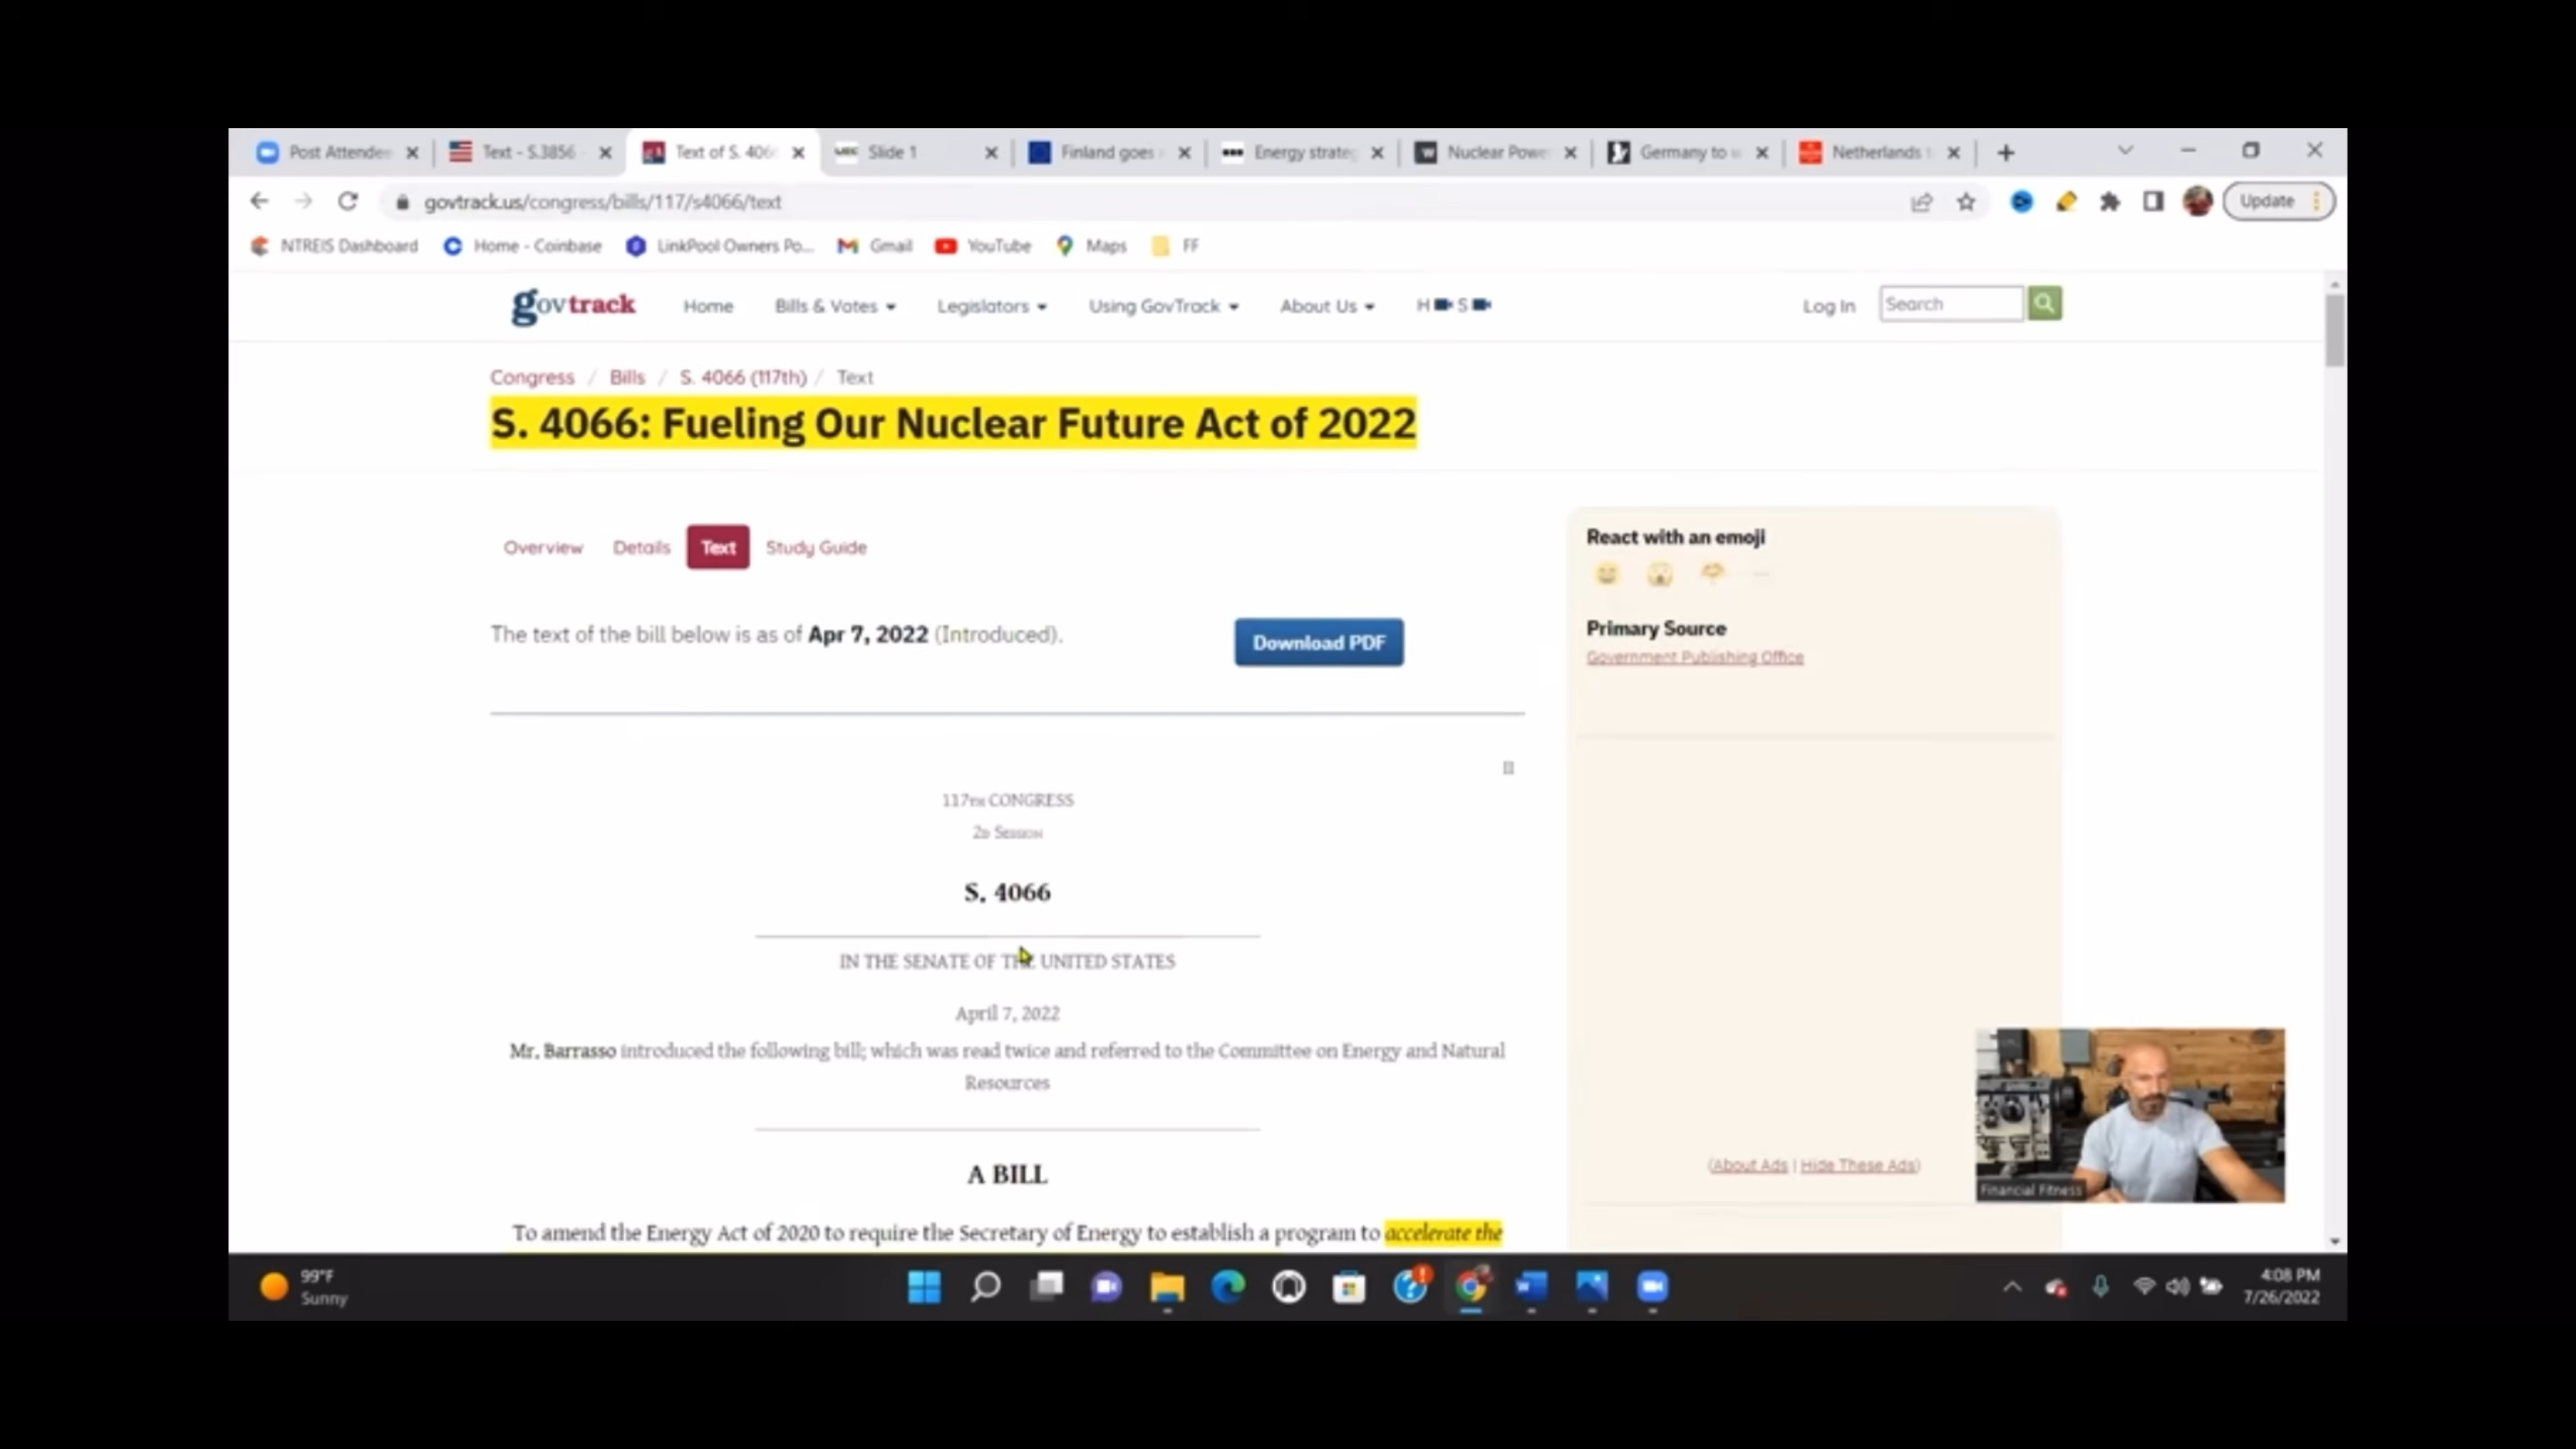 Post Attendee
Text - S.3856
Text of S. 406
UEC Slide 1
Finland goes
Energy strateg
Nuclear Powe
Germany to
Netherlands
govtrack.us/congress/bills/117/s4066/text
Update
NTREIS Dashboard
Home - Coinbase
LinkPool Owners Po...
Gmail
YouTube
Maps
FF
govtrack
Home
Bills & Votes
Legislators
Using GovTrack
About Us
H S
Log In
Search
Congress / Bills / S. 4066 (117th) / Text
S. 4066: Fueling Our Nuclear Future Act of 2022
Overview
Details
Text
Study Guide
The text of the bill below is as of Apr 7, 2022 (Introduced).
Download PDF
React with an emoji
Primary Source
Government Publishing Office
II
117TH CONGRESS
2D SESSION
S. 4066
IN THE SENATE OF THE UNITED STATES
April 7, 2022
Mr. Barrasso introduced the following bill; which was read twice and referred to the Committee on Energy and Natural
Resources
A BILL
To amend the Energy Act of 2020 to require the Secretary of Energy to establish a program to accelerate the
(About Ads | Hide These Ads)
Financial Fitness
99°F
Sunny
4:08 PM
7/26/2022